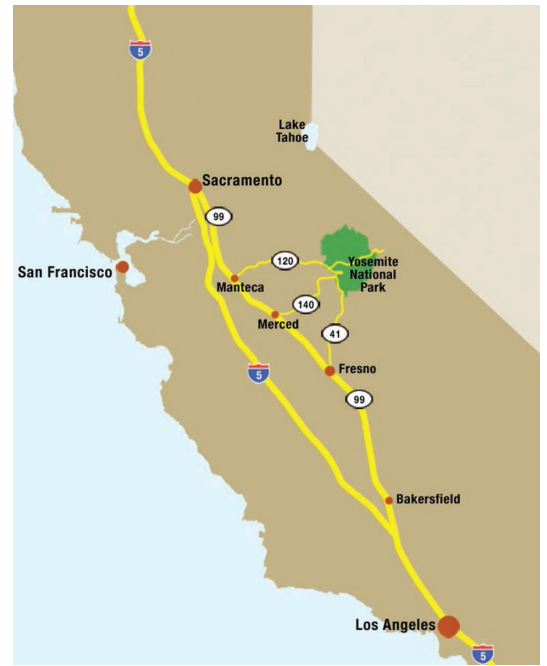 5
Lake
Tahoe
Sacramento
99
120
Yosemite
National
Park
San Francisco
Manteca
140
Merced
41
Fresno
5
99
Bakersfield
Los Angeles
5